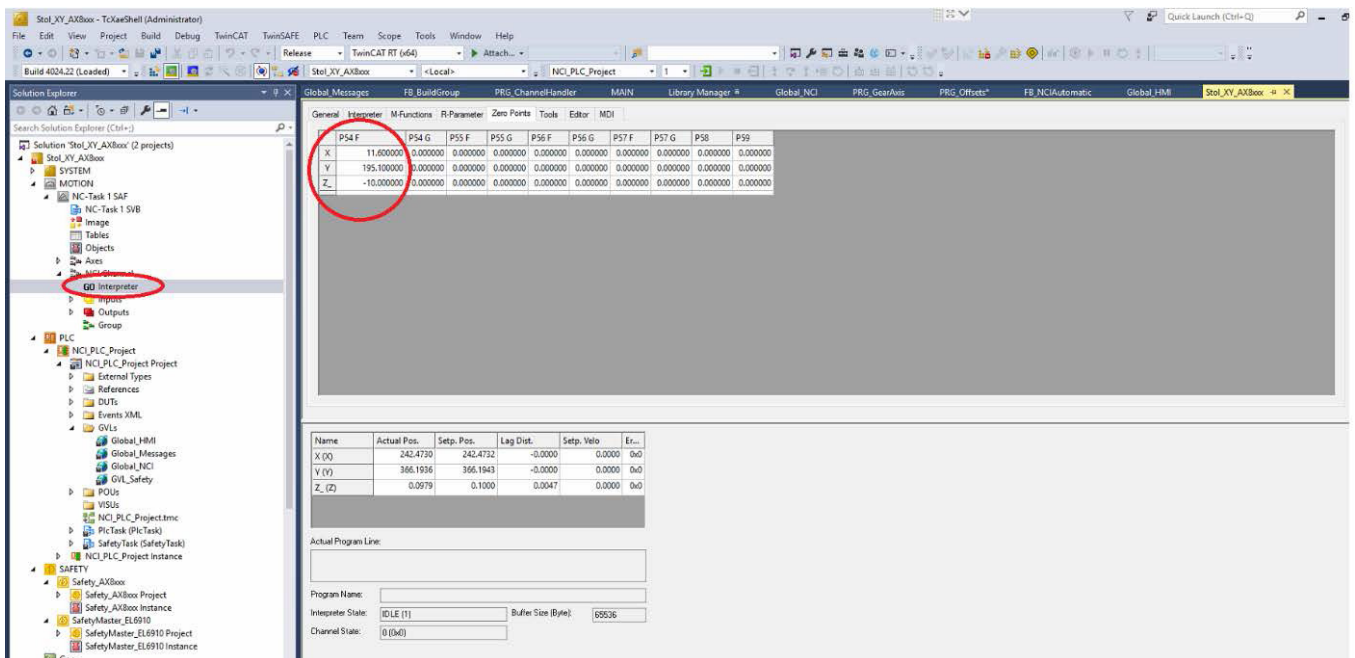 Stol_XY_AX8xxx - TcXaeShell (Administrator)
Quick Launch (Ctrl+Q)
File Edit View Project Build Debug TwinCAT TwinSAFE PLC Team Scope Tools Window Help
Release TwinCAT RT (x64) Attach...
Build 4024.22 (Loaded) Stol_XY_AX8xxx <Local> NCI_PLC_Project 1
Solution Explorer
Global_Messages FB_BuildGroup PRG_ChannelHandler MAIN Library Manager Global_NCI PRG_GearAxis PRG_Offsets* FB_NCIAutomatic Global_HMI Stol_XY_AX8xxx
Search Solution Explorer (Ctrl+;)
Solution 'Stol_XY_AX8xxx' (2 projects)
Stol_XY_AX8xxx
SYSTEM
MOTION
NC-Task 1 SAF
NC-Task 1 SVB
Image
Tables
Objects
Axes
NCI Channel
G0 Interpreter
Inputs
Outputs
Group
PLC
NCI_PLC_Project
NCI_PLC_Project Project
External Types
References
DUTs
Events XML
GVLs
Global_HMI
Global_Messages
Global_NCI
GVL_Safety
POUs
VISUs
NCI_PLC_Project.tmc
PlcTask (PlcTask)
SafetyTask (SafetyTask)
NCI_PLC_Project Instance
SAFETY
Safety_AX8xxx
Safety_AX8xxx Project
Safety_AX8xxx Instance
SafetyMaster_EL6910
SafetyMaster_EL6910 Project
SafetyMaster_EL6910 Instance
General Interpreter M-Functions R-Parameter Zero Points Tools Editor MDI
P54 F P54 G P55 F P55 G P56 F P56 G P57 F P57 G P58 P59
X 11.600000 0.000000 0.000000 0.000000 0.000000 0.000000 0.000000 0.000000 0.000000 0.000000
Y 195.100000 0.000000 0.000000 0.000000 0.000000 0.000000 0.000000 0.000000 0.000000 0.000000
Z_ -10.000000 0.000000 0.000000 0.000000 0.000000 0.000000 0.000000 0.000000 0.000000 0.000000
Name Actual Pos. Setp. Pos. Lag Dist. Setp. Velo Er...
X (X) 242.4730 242.4732 -0.0000 0.0000 0x0
Y (Y) 366.1936 366.1943 -0.0000 0.0000 0x0
Z_ (Z) 0.0979 0.1000 0.0047 0.0000 0x0
Actual Program Line:
Program Name:
Interpreter State: IDLE (1) Buffer Size (Byte): 65536
Channel State: 0 (0x0)